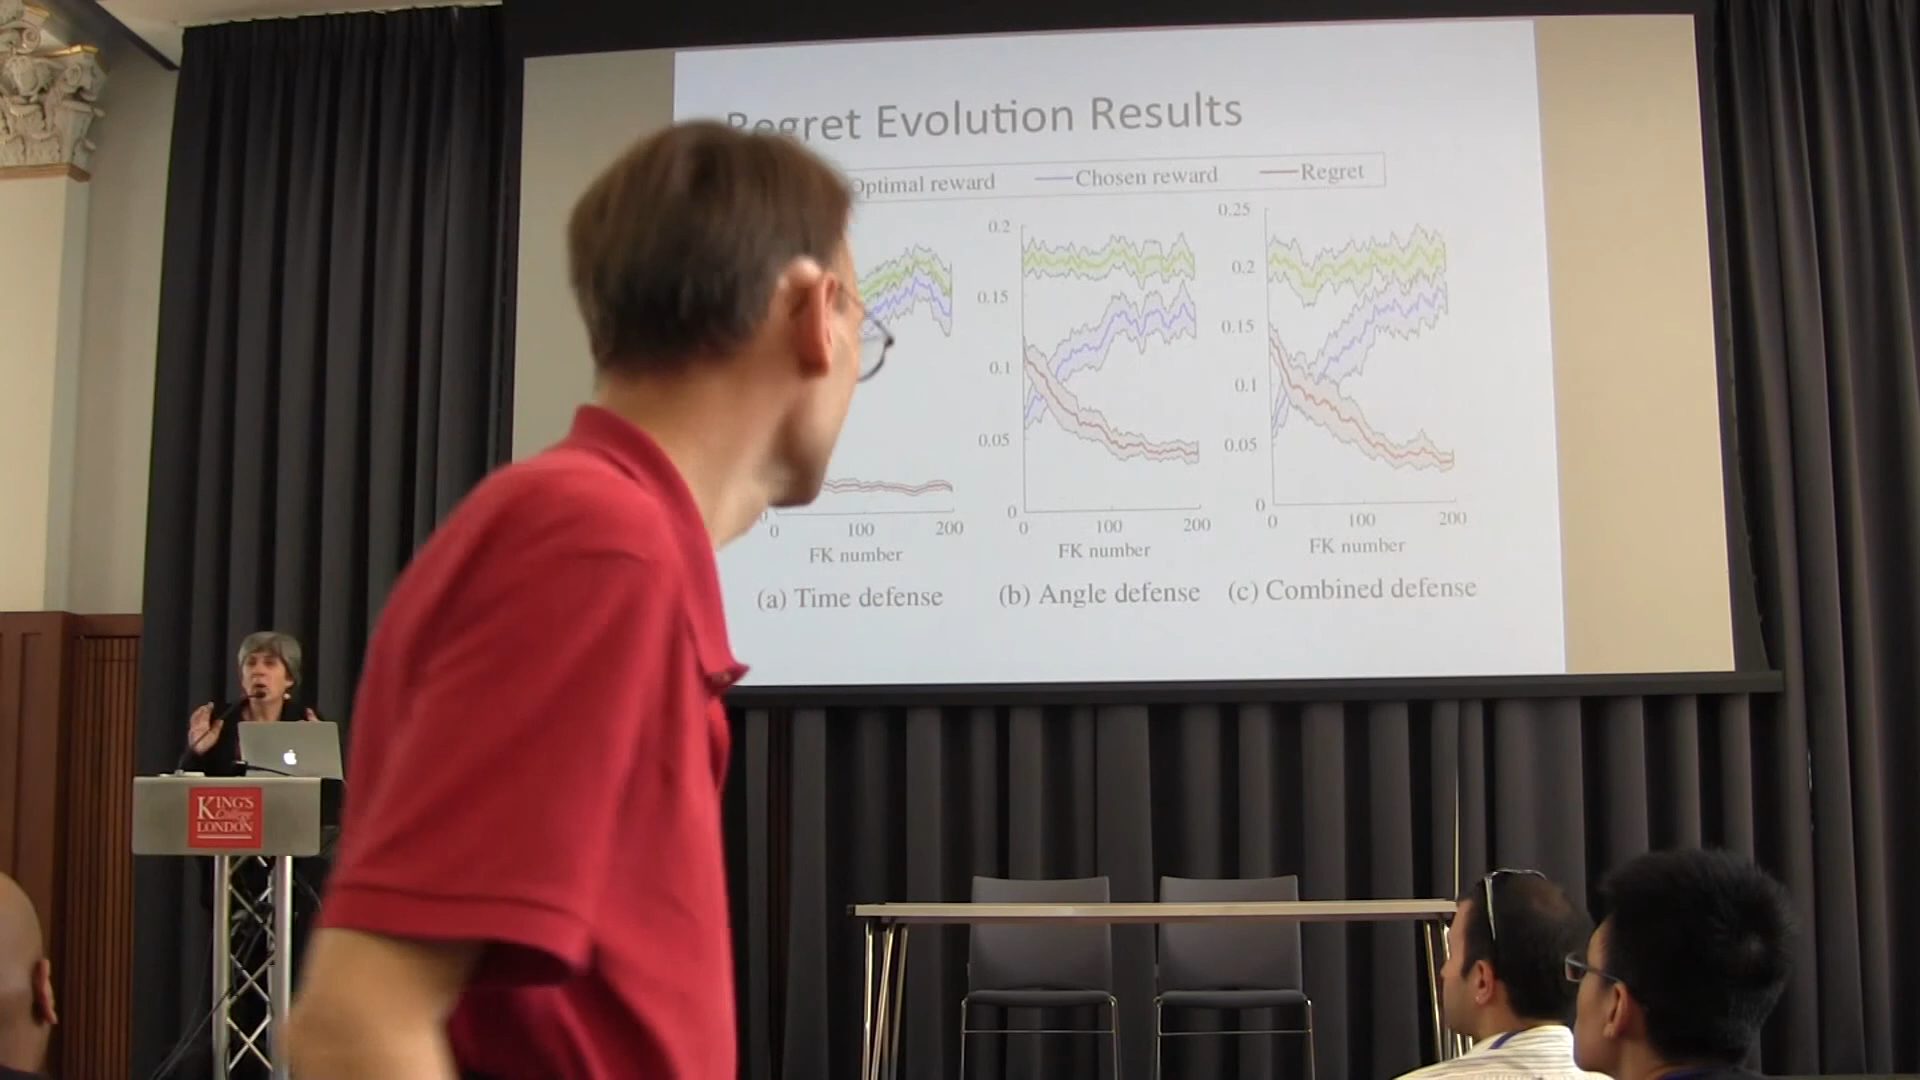 Regret Evolution Results
Optimal reward Chosen reward Regret
0.2
0.15
0.1
0.05
0
0.25
0.2
0.15
0.1
0.05
0
0
0 100 200
0 100 200
0 100 200
FK number
FK number
FK number
(a) Time defense
(b) Angle defense
(c) Combined defense
KING'S
College
LONDON